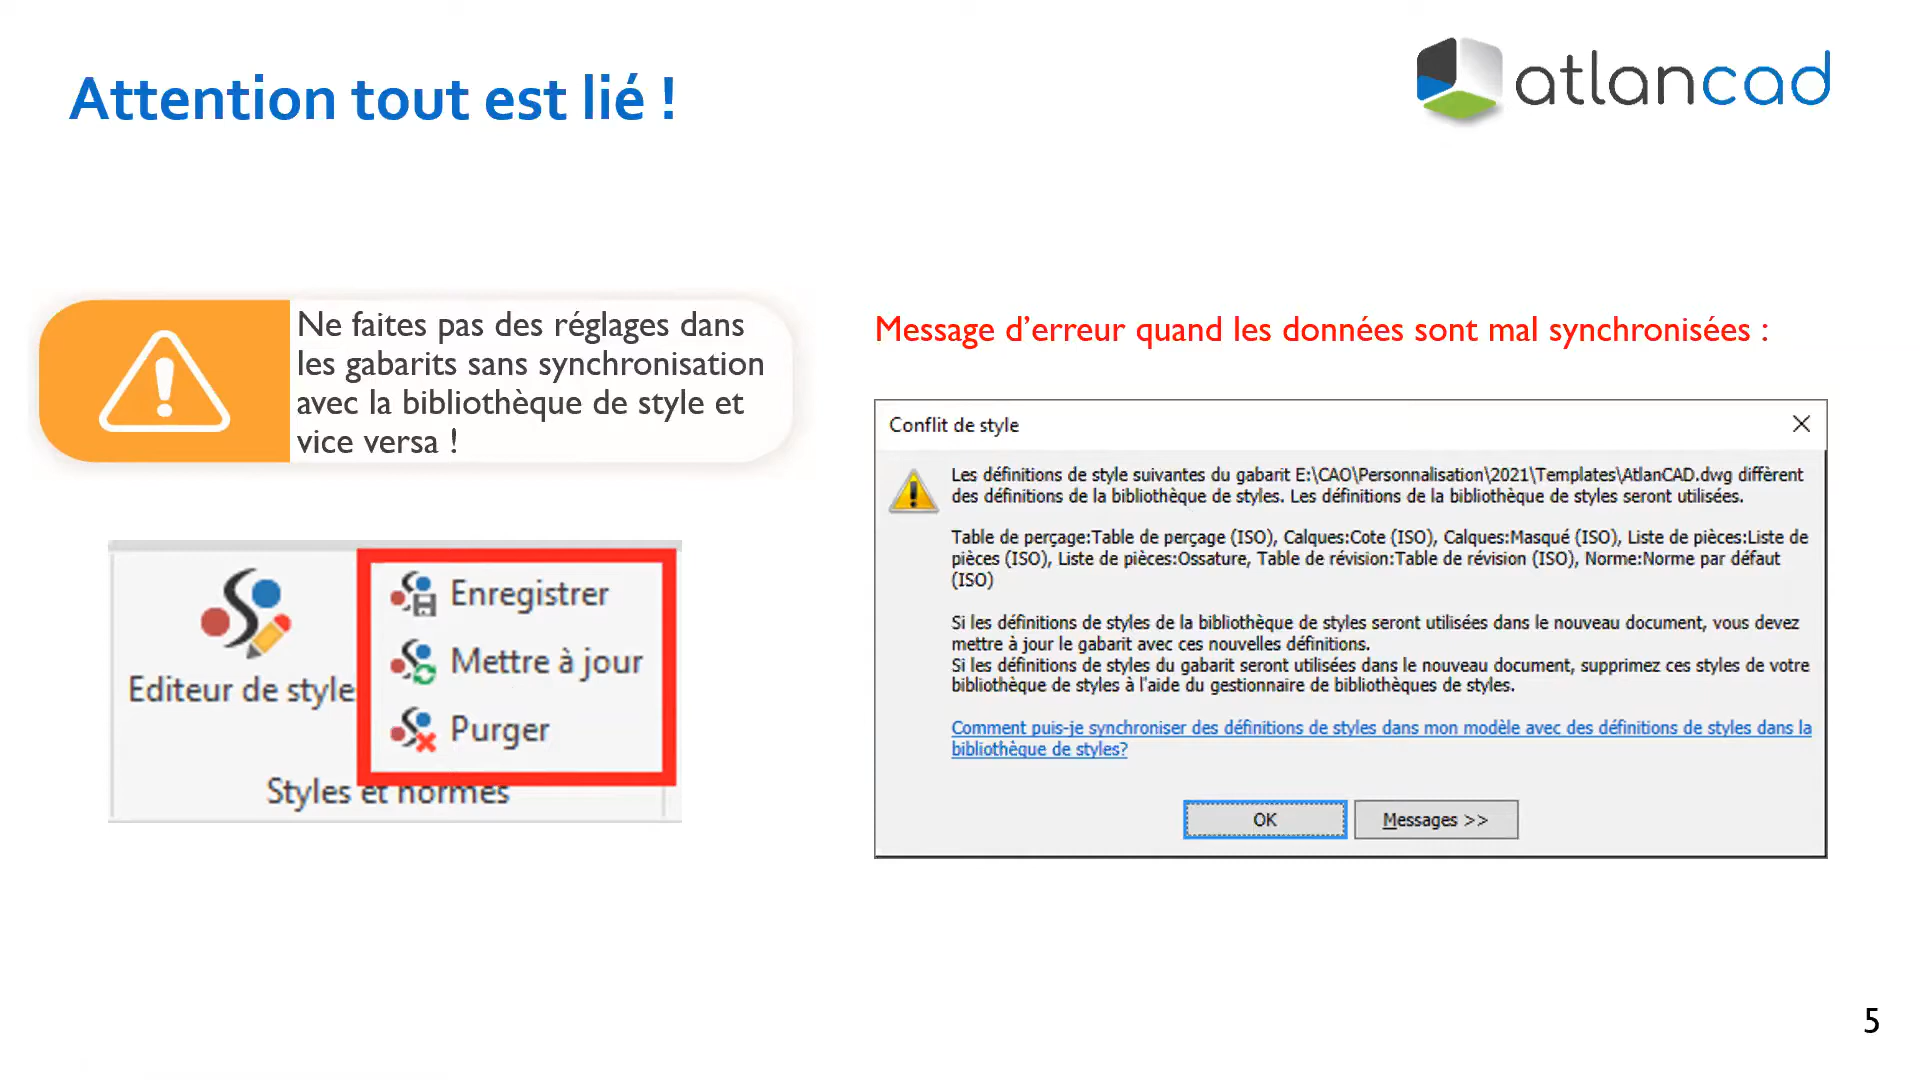 Attention tout est lié !
atlancad
Ne faites pas des réglages dans
les gabarits sans synchronisation
avec la bibliothèque de style et
vice versa !
Message d’erreur quand les données sont mal synchronisées :
Editeur de style
Enregistrer
Mettre à jour
Purger
Styles et normes
Conflit de style
Les définitions de style suivantes du gabarit E:\CAO\Personnalisation\2021\Templates\AtlanCAD.dwg diffèrent
des définitions de la bibliothèque de styles. Les définitions de la bibliothèque de styles seront utilisées.
Table de perçage:Table de perçage (ISO), Calques:Cote (ISO), Calques:Masqué (ISO), Liste de pièces:Liste de
pièces (ISO), Liste de pièces:Ossature, Table de révision:Table de révision (ISO), Norme:Norme par défaut
(ISO)
Si les définitions de styles de la bibliothèque de styles seront utilisées dans le nouveau document, vous devez
mettre à jour le gabarit avec ces nouvelles définitions.
Si les définitions de styles du gabarit seront utilisées dans le nouveau document, supprimez ces styles de votre
bibliothèque de styles à l'aide du gestionnaire de bibliothèques de styles.
Comment puis-je synchroniser des définitions de styles dans mon modèle avec des définitions de styles dans la
bibliothèque de styles?
OK
Messages >>
5